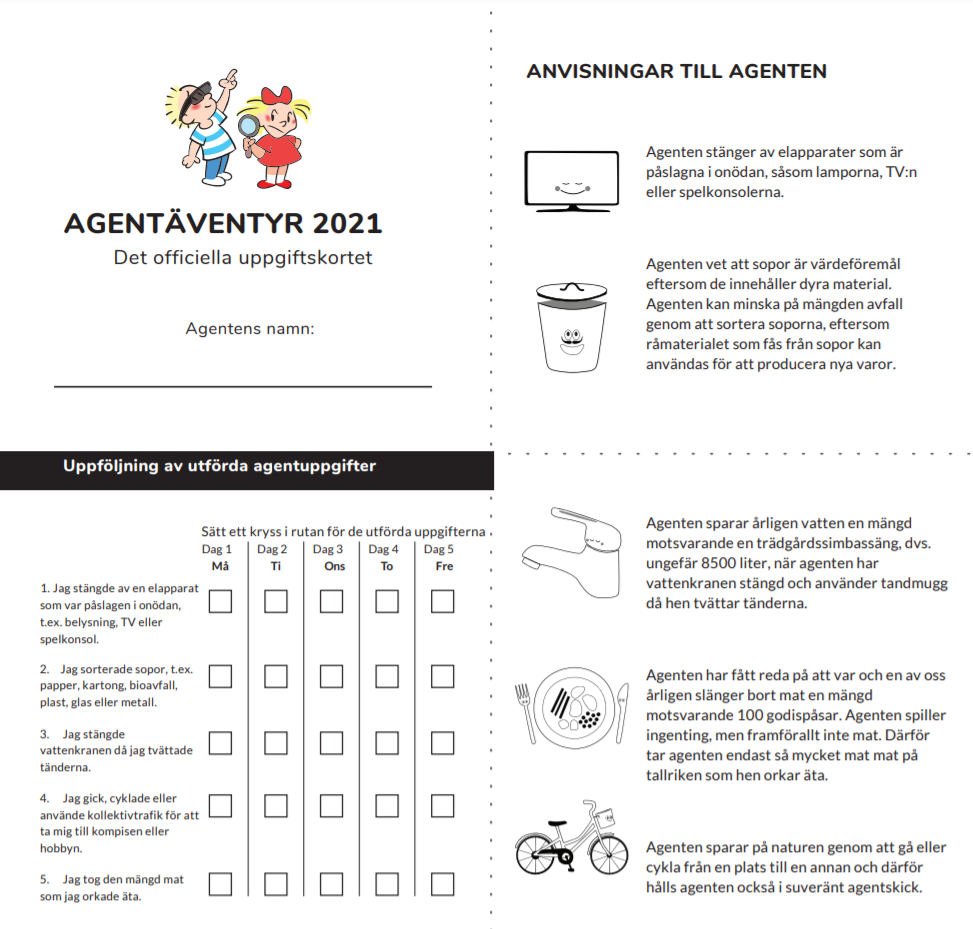 AGENTÄVENTYR 2021
Det officiella uppgiftskortet
Agentens namn:
Uppföljning av utförda agentuppgifter
Sätt ett kryss i rutan för de utförda uppgifterna
Dag 1 Dag 2 Dag 3 Dag 4 Dag 5
Må Ti Ons To Fre
1. Jag stängde av en elapparat
som var påslagen i onödan,
t.ex. belysning, TV eller
spelkonsol.
2. Jag sorterade sopor, t.ex.
papper, kartong, bioavfall,
plast, glas eller metall.
3. Jag stängde
vattenkranen då jag tvättade
tänderna.
4. Jag gick, cyklade eller
använde kollektivtrafik för att
ta mig till kompisen eller
hobbyn.
5. Jag tog den mängd mat
som jag orkade äta.
ANVISNINGAR TILL AGENTEN
Agenten stänger av elapparater som är
påslagna i onödan, såsom lamporna, TV:n
eller spelkonsolerna.
Agenten vet att sopor är värdeföremål
eftersom de innehåller dyra material.
Agenten kan minska på mängden avfall
genom att sortera soporna, eftersom
råmaterialet som fås från sopor kan
användas för att producera nya varor.
Agenten sparar årligen vatten en mängd
motsvarande en trädgårdssimbassäng, dvs.
ungefär 8500 liter, när agenten har
vattenkranen stängd och använder tandmugg
då hen tvättar tänderna.
Agenten har fått reda på att var och en av oss
årligen slänger bort mat en mängd
motsvarande 100 godispåsar. Agenten spiller
ingenting, men framförallt inte mat. Därför
tar agenten endast så mycket mat mat på
tallriken som hen orkar äta.
Agenten sparar på naturen genom att gå eller
cykla från en plats till en annan och därför
hålls agenten också i suveränt agentskick.